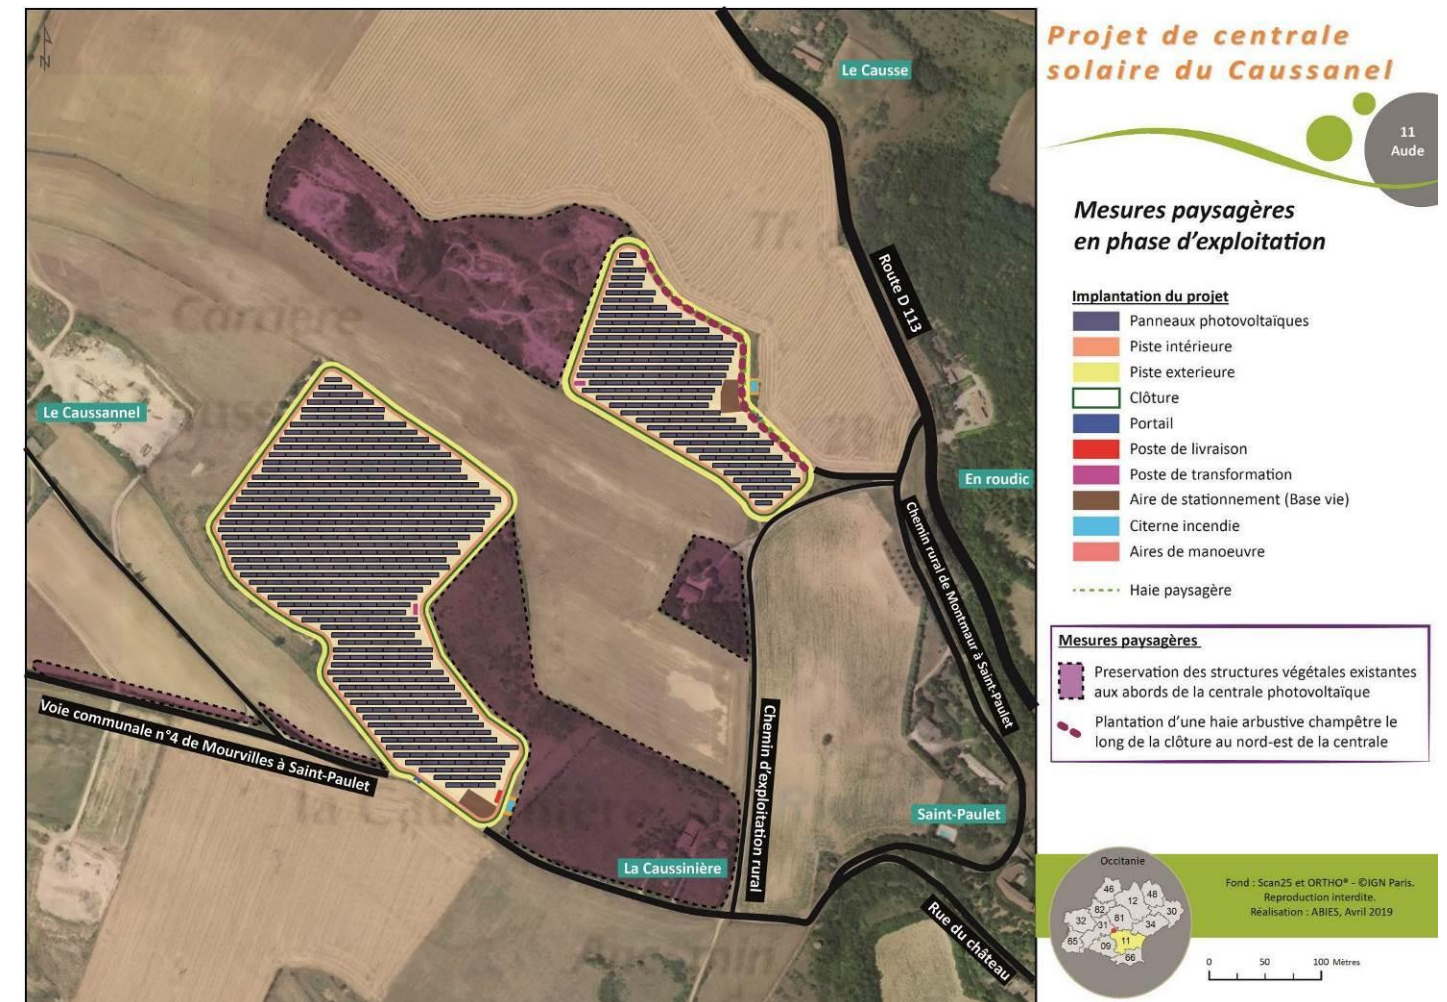 Projet de centrale
solaire du Caussanel
11
Aude
Mesures paysagères
en phase d'exploitation
Implantation du projet
Panneaux photovoltaïques
Piste intérieure
Piste exterieure
Clôture
Portail
Poste de livraison
Poste de transformation
Aire de stationnement (Base vie)
Citerne incendie
Aires de manoeuvre
Haie paysagère
Mesures paysagères
Preservation des structures végétales existantes
aux abords de la centrale photovoltaïque
Plantation d'une haie arbustive champêtre le
long de la clôture au nord-est de la centrale
Occitanie
46
48
12
82
30
32
31
81
34
65
09
11
66
Fond : Scan25 et ORTHO® - ©IGN Paris.
Reproduction interdite.
Réalisation : ABIES, Avril 2019
0 50 100 Mètres
N
Le Causse
Route D 113
Carrière
Le Caussannel
En roudic
Chemin rural de Montmaur à Saint-Paulet
Voie communale n°4 de Mourvilles à Saint-Paulet
Chemin d'exploitation rural
Saint-Paulet
La Caussinière
Rue du château